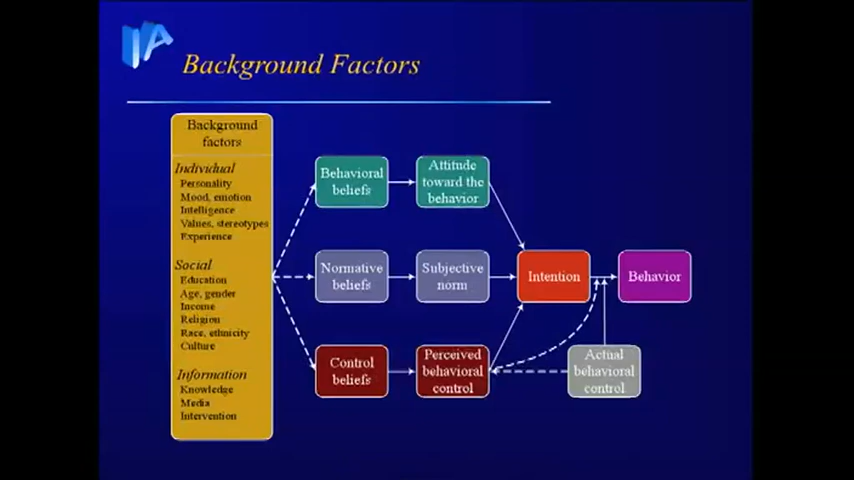 Background Factors
Background
factors
Individual
Personality
Mood, emotion
Intelligence
Values, stereotypes
Experience
Social
Education
Age, gender
Income
Religion
Race, ethnicity
Culture
Information
Knowledge
Media
Intervention
Behavioral
beliefs
Attitude
toward the
behavior
Normative
beliefs
Subjective
norm
Intention
Behavior
Control
beliefs
Perceived
behavioral
control
Actual
behavioral
control